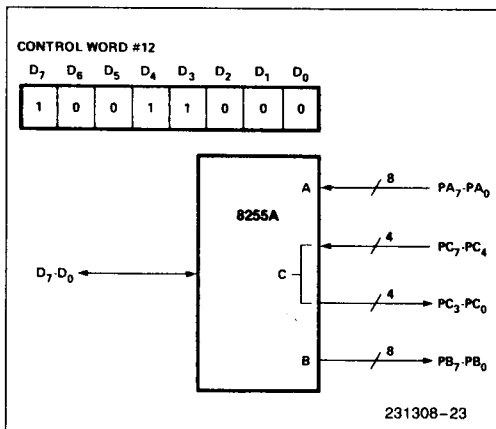 CONTROL WORD #12
D7 D6 D5 D4 D3 D2 D1 D0
1 0 0 1 1 0 0 0
A 8 PA7-PA0
8255A
4 PC7-PC4
D7-D0 C
4 PC3-PC0
B 8 PB7-PB0
231308-23